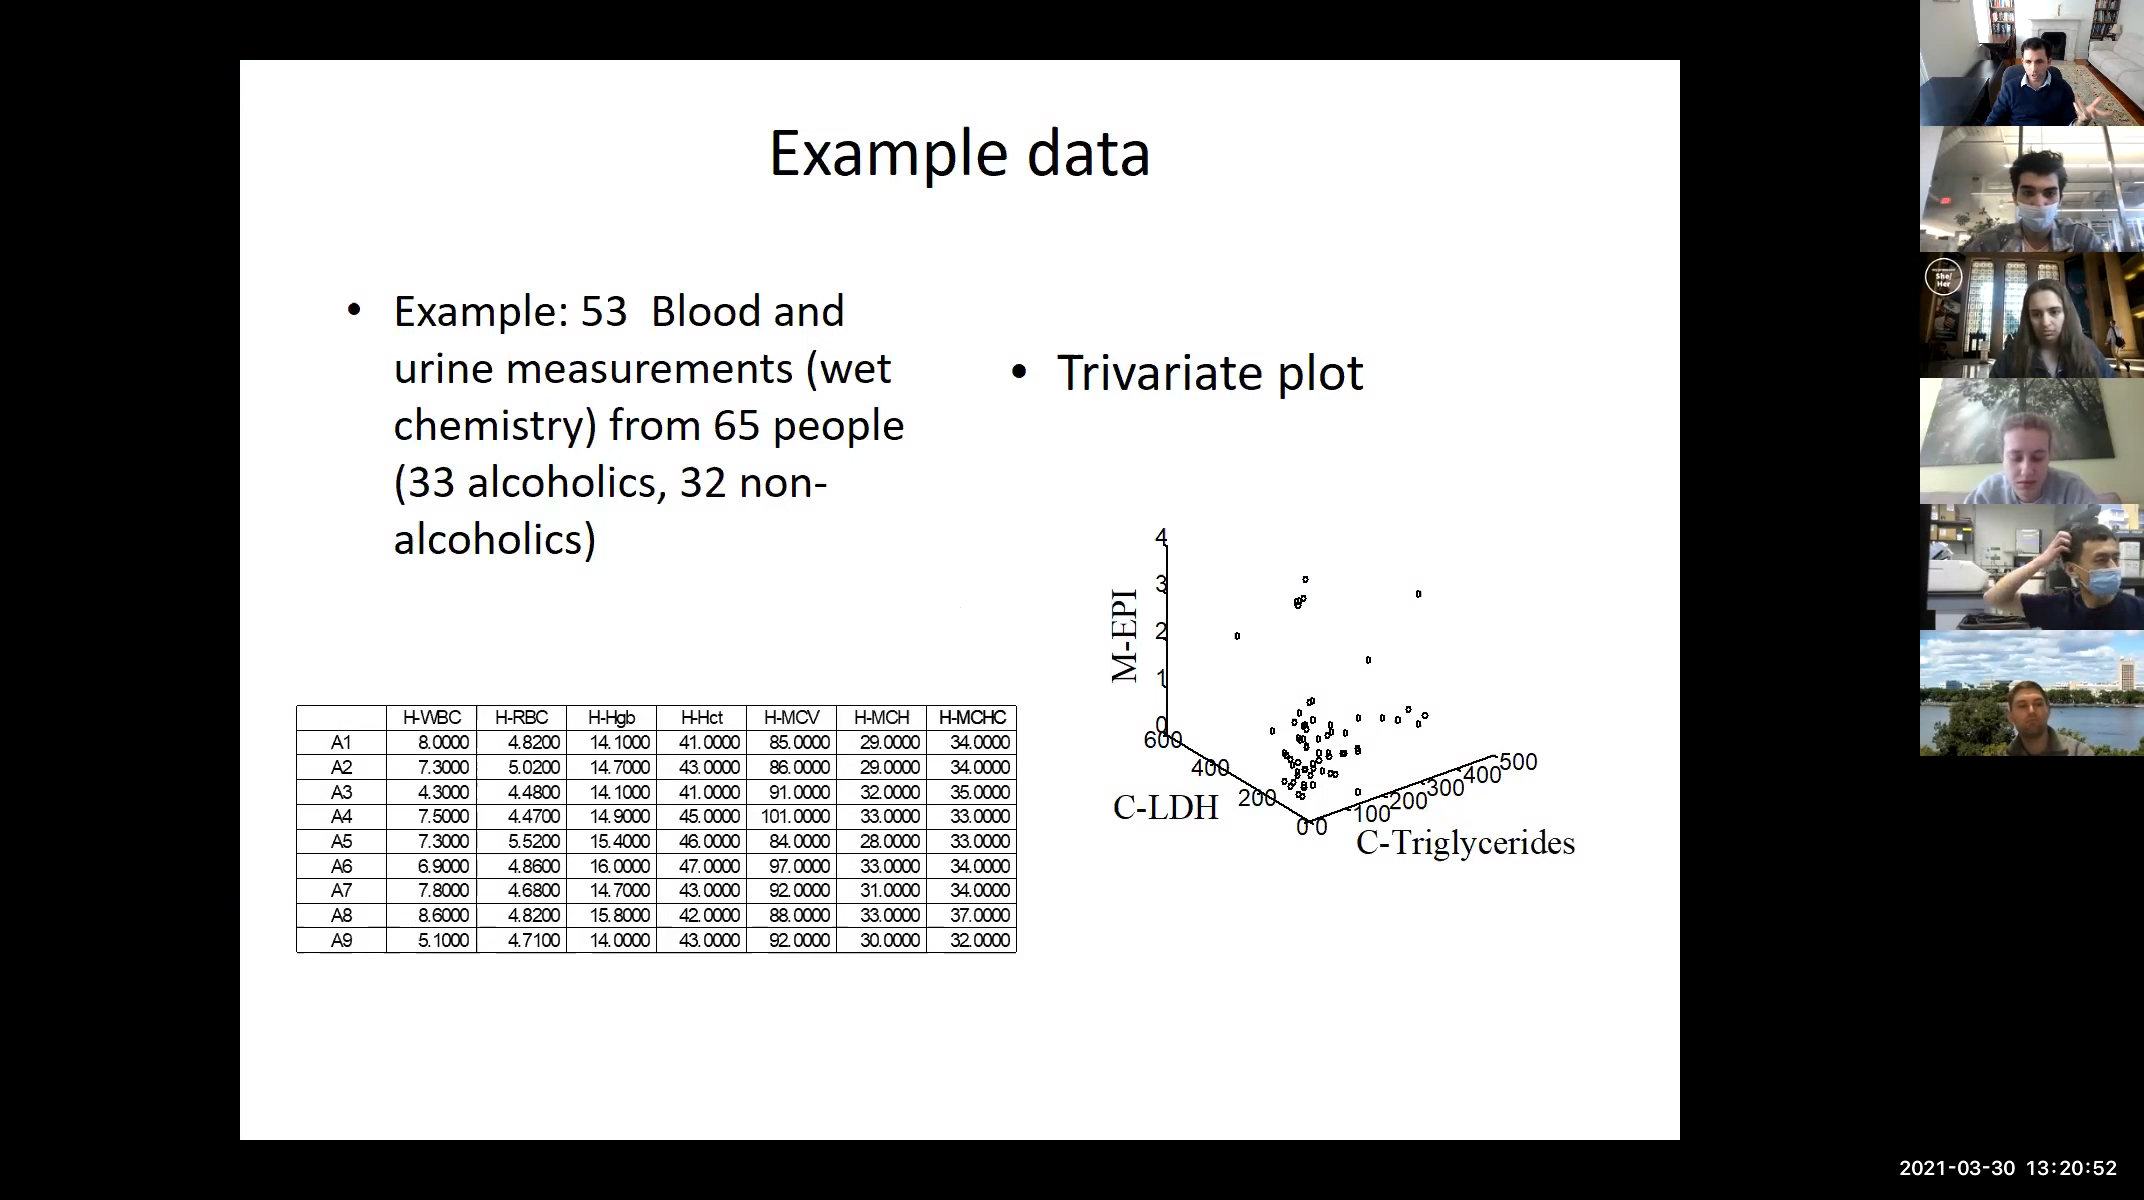 Example data
• Example: 53 Blood and
urine measurements (wet
chemistry) from 65 people
(33 alcoholics, 32 non-
alcoholics)
H-WBC H-RBC H-Hgb H-Hct H-MCV H-MCH H-MCHC
A1 8.0000 4.8200 14.1000 41.0000 85.0000 29.0000 34.0000
A2 7.3000 5.0200 14.7000 43.0000 86.0000 29.0000 34.0000
A3 4.3000 4.4800 14.1000 41.0000 91.0000 32.0000 35.0000
A4 7.5000 4.4700 14.9000 45.0000 101.0000 33.0000 33.0000
A5 7.3000 5.5200 15.4000 46.0000 84.0000 28.0000 33.0000
A6 6.9000 4.8600 16.0000 47.0000 97.0000 33.0000 34.0000
A7 7.8000 4.6800 14.7000 43.0000 92.0000 31.0000 34.0000
A8 8.6000 4.8200 15.8000 42.0000 88.0000 33.0000 37.0000
A9 5.1000 4.7100 14.0000 43.0000 92.0000 30.0000 32.0000
• Trivariate plot
4
3
2
1
0
M-EPI
600
400
200
0
C-LDH
0
100
200
300
400
500
C-Triglycerides
She/
Her
2021-03-30 13:20:52